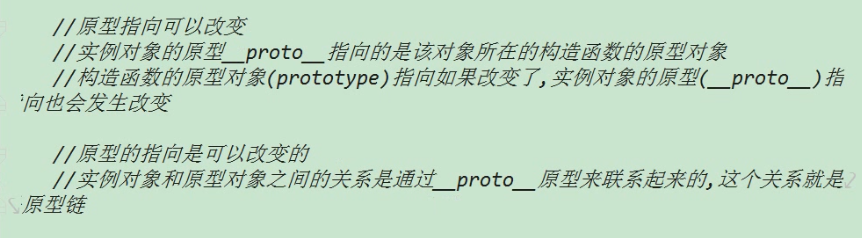 //原型指向可以改变
//实例对象的原型__proto__指向的是该对象所在的构造函数的原型对象
//构造函数的原型对象(prototype)指向如果改变了,实例对象的原型(__proto__)指
向也会发生改变
//原型的指向是可以改变的
//实例对象和原型对象之间的关系是通过__proto__原型来联系起来的,这个关系就是
原型链